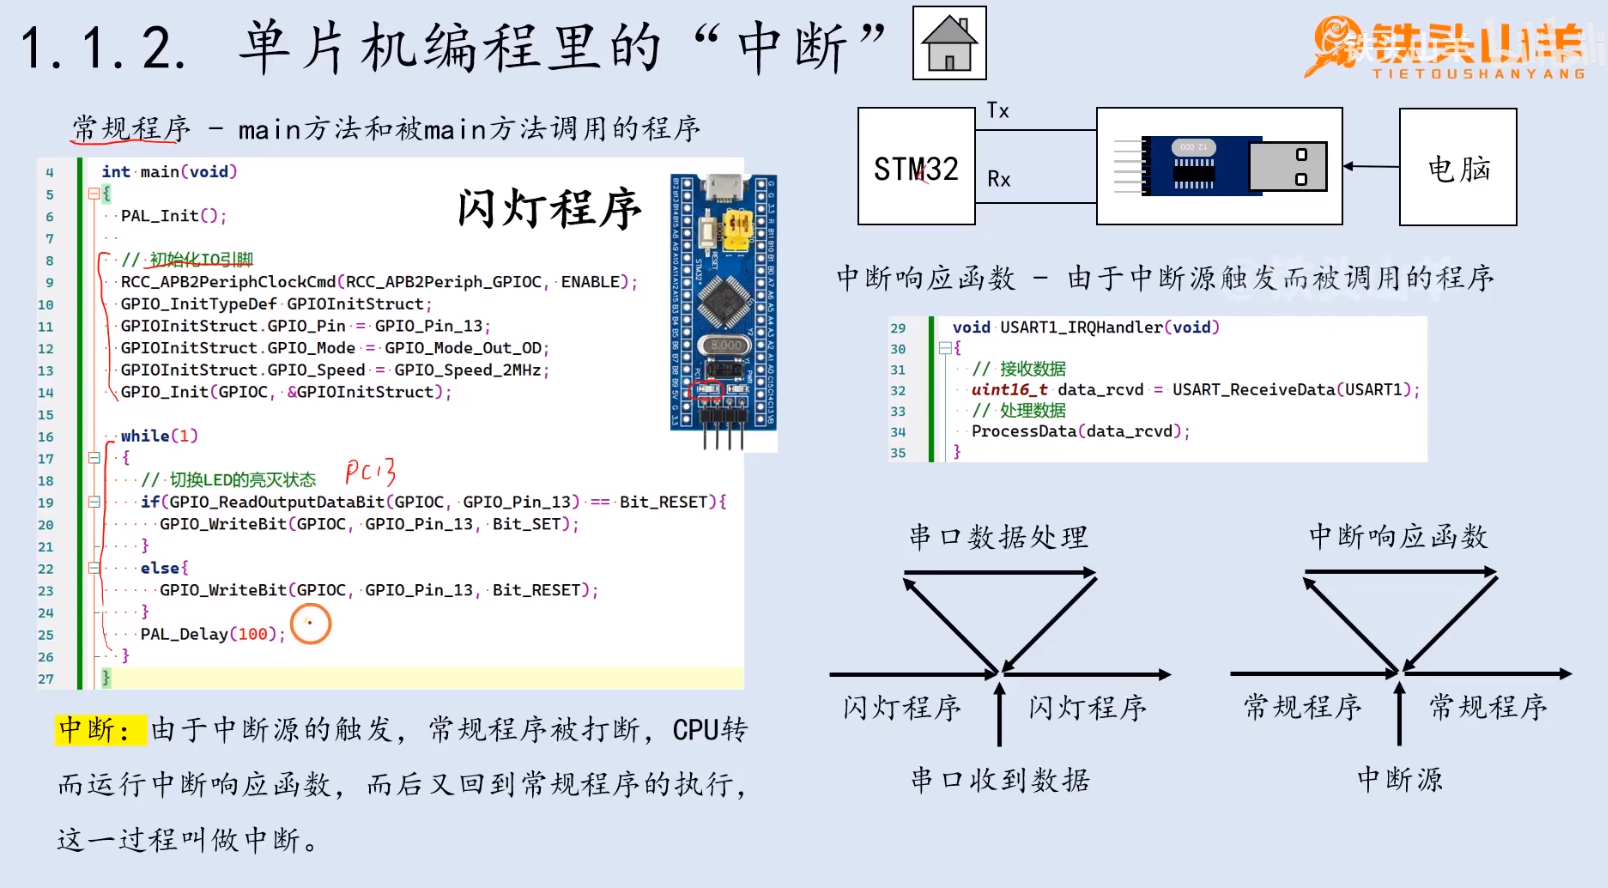 1.1.2. 单片机编程里的“中断”
铁头山羊
TIETOUSHANYANG
常规程序 - main方法和被main方法调用的程序
4 int main(void)
5 {
6 PAL_Init();
7
8 // 初始化IO引脚
9 RCC_APB2PeriphClockCmd(RCC_APB2Periph_GPIOC, ENABLE);
10 GPIO_InitTypeDef GPIOInitStruct;
11 GPIOInitStruct.GPIO_Pin = GPIO_Pin_13;
12 GPIOInitStruct.GPIO_Mode = GPIO_Mode_Out_OD;
13 GPIOInitStruct.GPIO_Speed = GPIO_Speed_2MHz;
14 GPIO_Init(GPIOC, &GPIOInitStruct);
15
16 while(1)
17 {
18 // 切换LED的亮灭状态
19 if(GPIO_ReadOutputDataBit(GPIOC, GPIO_Pin_13) == Bit_RESET){
20 GPIO_WriteBit(GPIOC, GPIO_Pin_13, Bit_SET);
21 }
22 else{
23 GPIO_WriteBit(GPIOC, GPIO_Pin_13, Bit_RESET);
24 }
25 PAL_Delay(100);
26 }
27 }
闪灯程序
PC13
8.000
中断：由于中断源的触发，常规程序被打断，CPU转
而运行中断响应函数，而后又回到常规程序的执行，
这一过程叫做中断。
STM32
Tx
Rx
电脑
中断响应函数 - 由于中断源触发而被调用的程序
29 void USART1_IRQHandler(void)
30 {
31 // 接收数据
32 uint16_t data_rcvd = USART_ReceiveData(USART1);
33 // 处理数据
34 ProcessData(data_rcvd);
35 }
串口数据处理
闪灯程序
闪灯程序
串口收到数据
中断响应函数
常规程序
常规程序
中断源